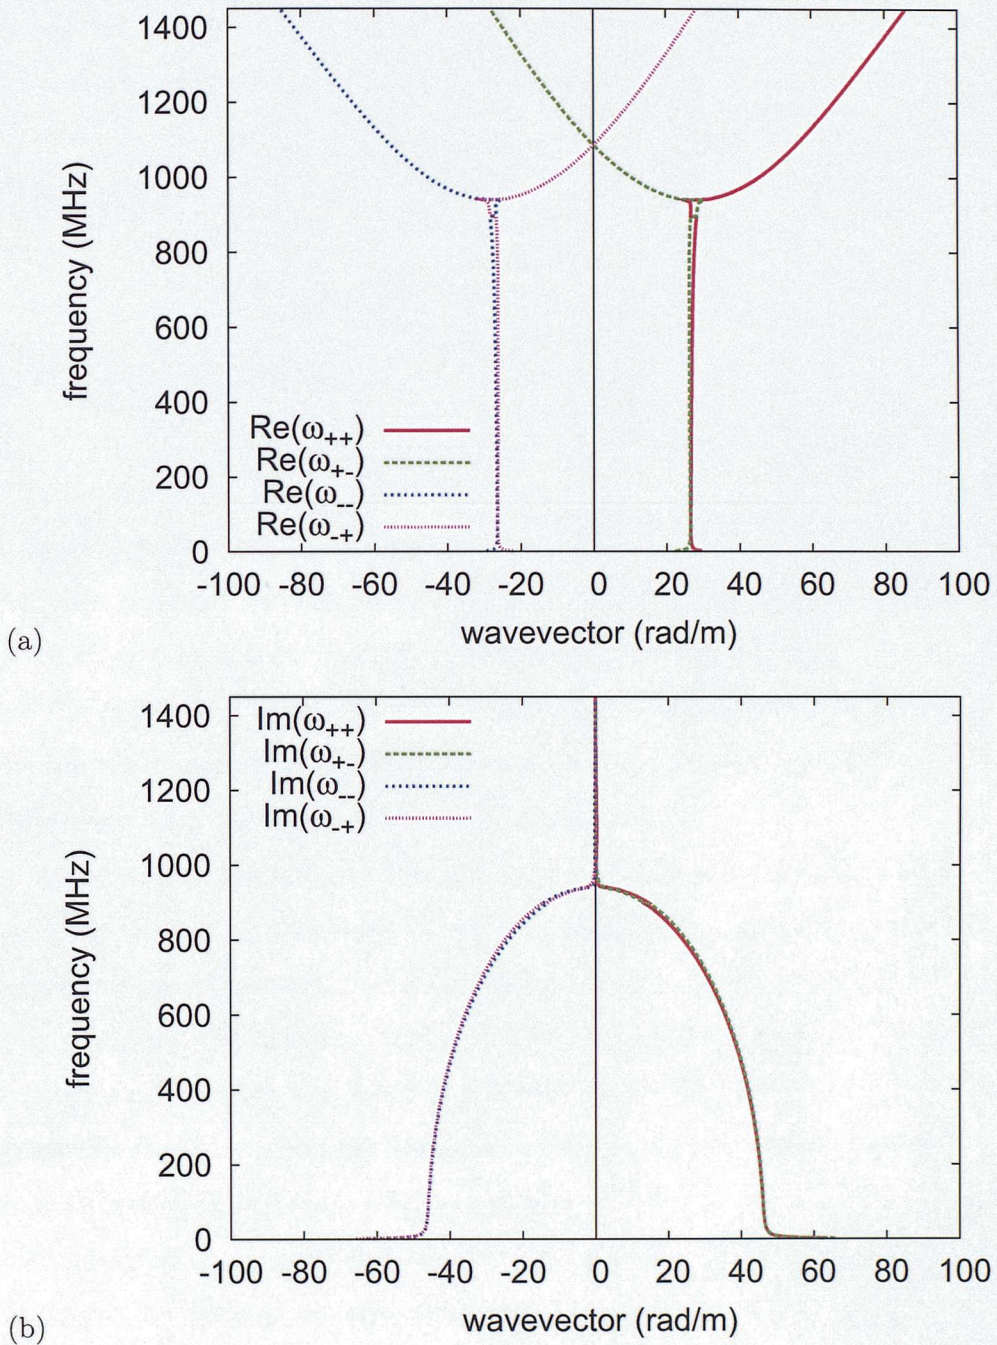 1400
1200
1000
800
600
400
200
0
frequency (MHz)
Re(ω₊₊)
Re(ω₊₋)
Re(ω₋₋)
Re(ω₋₊)
-100 -80 -60 -40 -20 0 20 40 60 80 100
wavevector (rad/m)
(a)
1400
1200
1000
800
600
400
200
0
frequency (MHz)
Im(ω₊₊)
Im(ω₊₋)
Im(ω₋₋)
Im(ω₋₊)
-100 -80 -60 -40 -20 0 20 40 60 80 100
wavevector (rad/m)
(b)